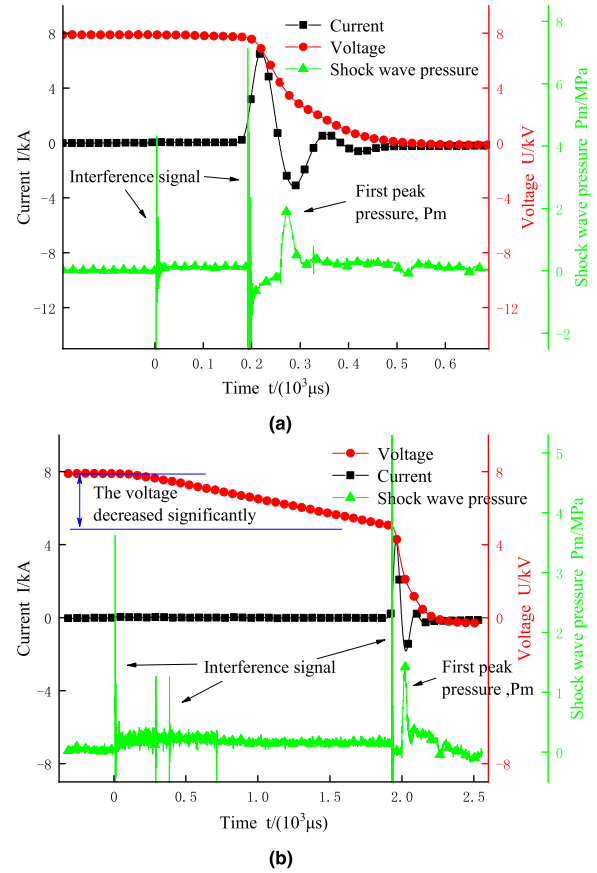 (a)
Current
Voltage
Shock wave pressure
Interference signal
First peak
pressure, Pm
Current I/kA
8
4
0
-4
-8
-12
Voltage U/kV
8
4
0
-4
-8
-12
Shock wave pressure Pm/MPa
8
6
4
2
0
-2
0
0.1
0.2
0.3
0.4
0.5
0.6
Time t/(10³μs)
(a)
(b)
Voltage
Current
Shock wave pressure
The voltage
decreased significantly
Interference signal
First peak
pressure ,Pm
Current I/kA
8
4
0
-4
-8
Voltage U/kV
8
4
0
-4
-8
Shock wave pressure Pm/MPa
5
4
3
2
1
0
0
0.5
1.0
1.5
2.0
2.5
Time t/(10³μs)
(b)